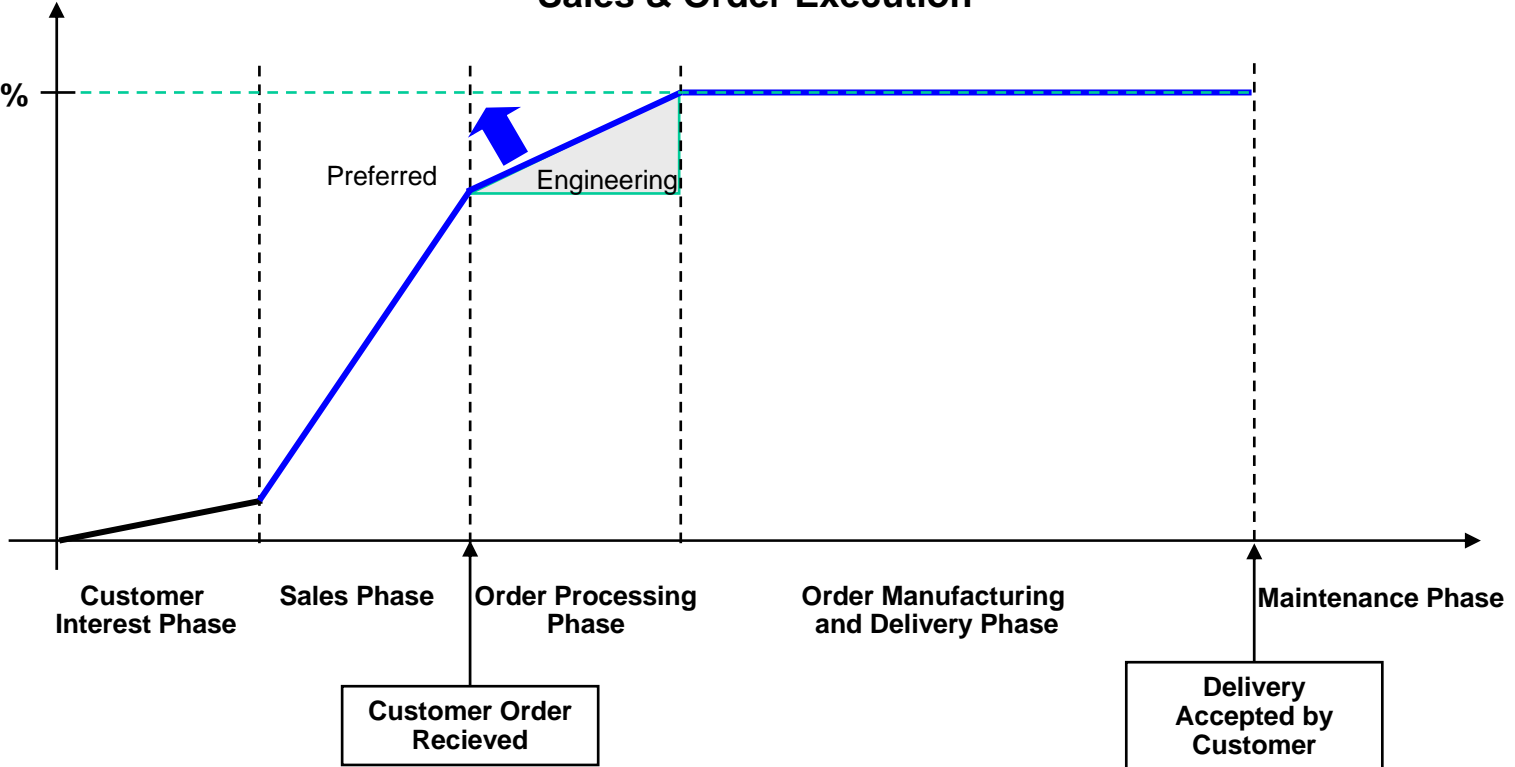 Sales & Order Execution
%
Preferred
Engineering
Customer
Interest Phase
Sales Phase
Order Processing
Phase
Order Manufacturing
and Delivery Phase
Maintenance Phase
Customer Order
Recieved
Delivery
Accepted by
Customer